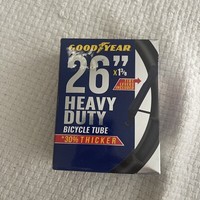 GOODYEAR
26"
x1⅜
HEAVY
DUTY
BICYCLE TUBE
30% THICKER